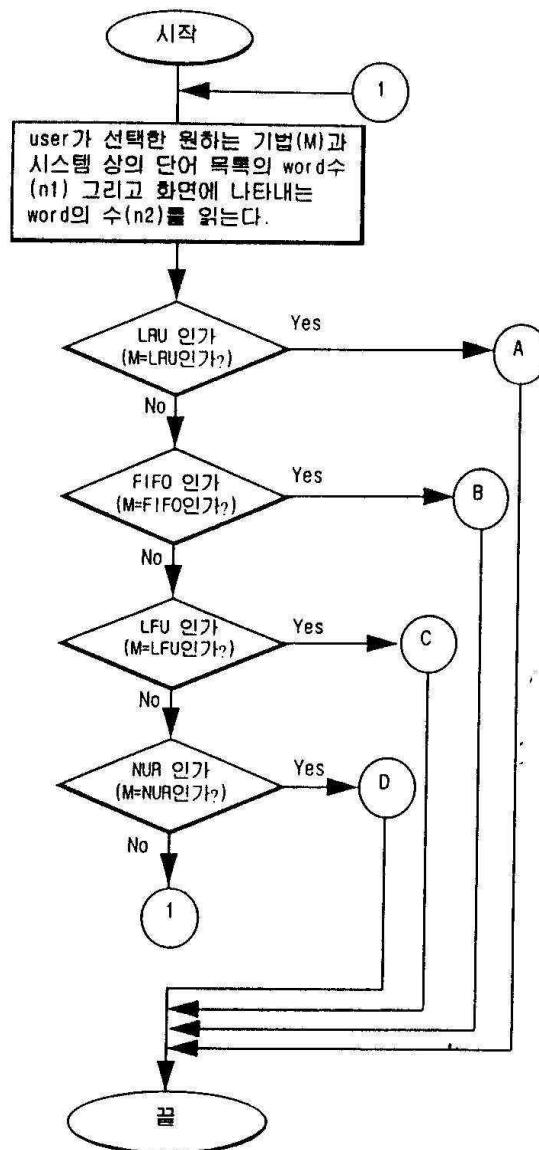 시작
1
user가 선택한 원하는 기법(M)과
시스템 상의 단어 목록의 word수
(n1) 그리고 화면에 나타내는
word의 수(n2)를 읽는다.
LRU 인가
(M=LRU인가?)
Yes
A
No
FIFO 인가
(M=FIFO인가?)
Yes
B
No
LFU 인가
(M=LFU인가?)
Yes
C
No
NUR 인가
(M=NUR인가?)
Yes
D
No
1
끝